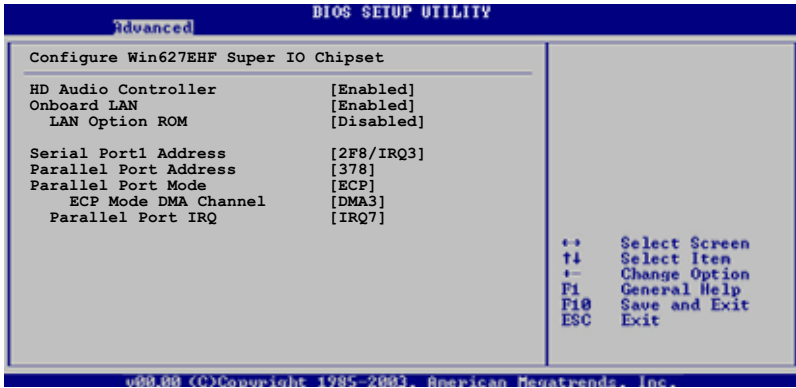 BIOS SETUP UTILITY
Advanced
Configure Win627EHF Super IO Chipset
HD Audio Controller [Enabled]
Onboard LAN [Enabled]
LAN Option ROM [Disabled]
Serial Port1 Address [2F8/IRQ3]
Parallel Port Address [378]
Parallel Port Mode [ECP]
ECP Mode DMA Channel [DMA3]
Parallel Port IRQ [IRQ7]
↔ Select Screen
↑↓ Select Item
+- Change Option
F1 General Help
F10 Save and Exit
ESC Exit
v00.00 (C)Copyright 1985-2003, American Megatrends, Inc.